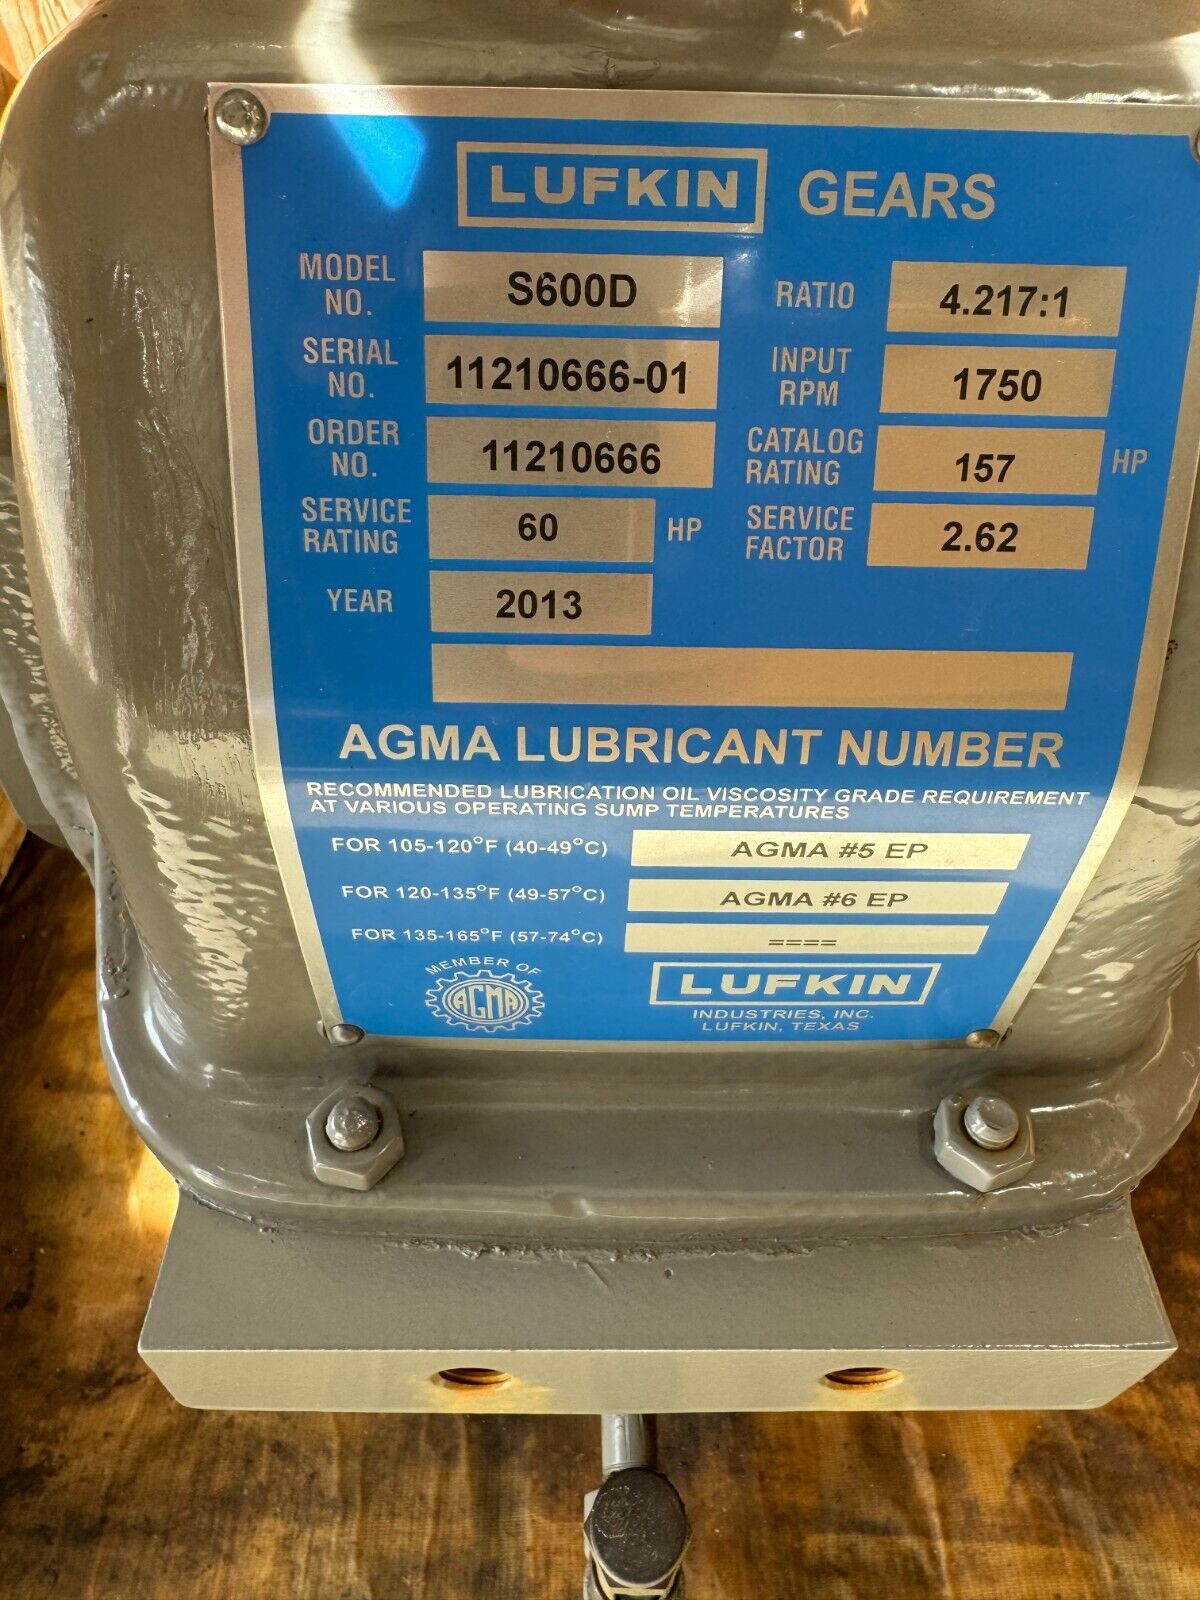 LUFKIN GEARS
MODEL NO. S600D RATIO 4.217:1
SERIAL NO. 11210666-01 INPUT RPM 1750
ORDER NO. 11210666 CATALOG RATING 157 HP
SERVICE RATING 60 HP SERVICE FACTOR 2.62
YEAR 2013
AGMA LUBRICANT NUMBER
RECOMMENDED LUBRICATION OIL VISCOSITY GRADE REQUIREMENT
AT VARIOUS OPERATING SUMP TEMPERATURES
FOR 105-120°F (40-49°C) AGMA #5 EP
FOR 120-135°F (49-57°C) AGMA #6 EP
FOR 135-165°F (57-74°C) ====
MEMBER OF
AGMA
LUFKIN
INDUSTRIES, INC.
LUFKIN, TEXAS